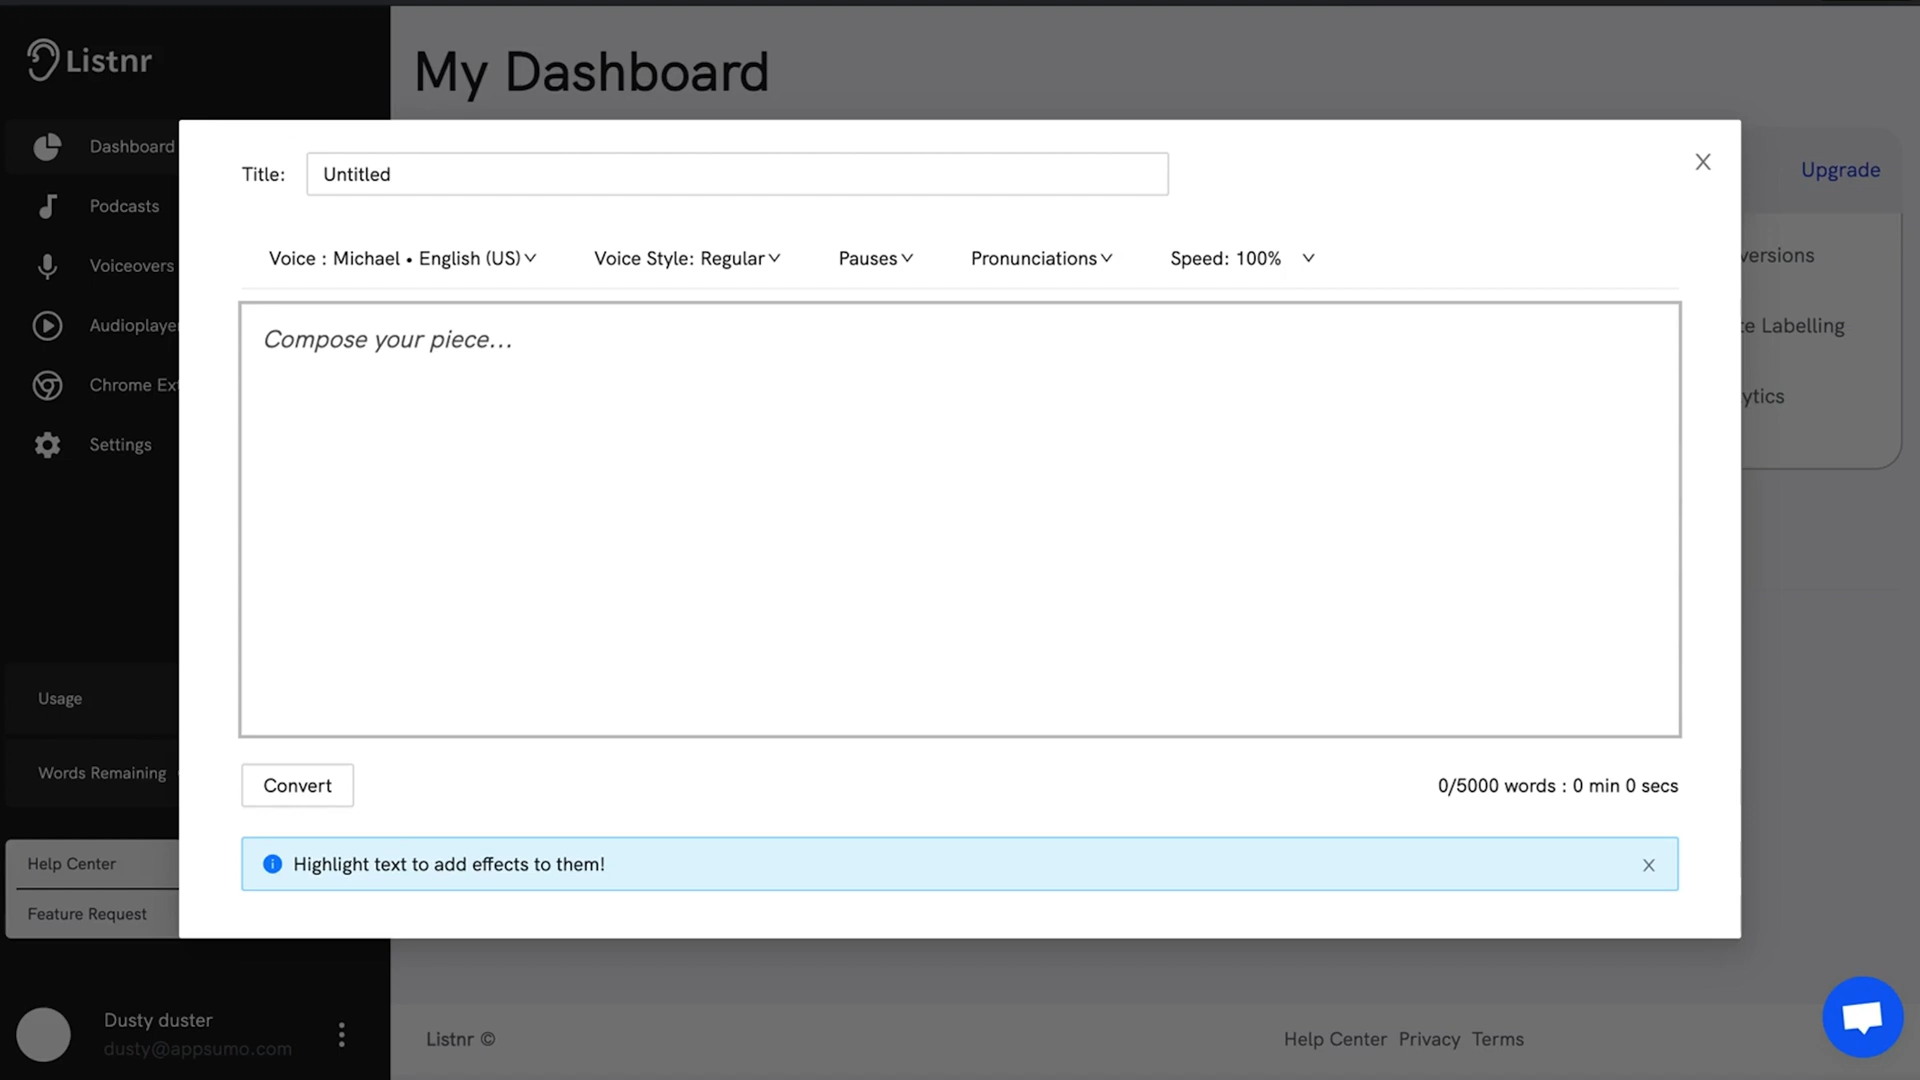 Listnr
My Dashboard
Dashboard
Podcasts
Voiceovers
Audioplaye
Chrome Ext
Settings
Usage
Words Remaining
Help Center
Feature Request
Dusty duster
dusty@appsumo.com
Title: Untitled
Voice : Michael • English (US) Voice Style: Regular Pauses Pronunciations Speed: 100%
Compose your piece...
Convert
0/5000 words : 0 min 0 secs
Highlight text to add effects to them!
Upgrade
versions
te Labelling
ytics
Listnr ©
Help Center Privacy Terms